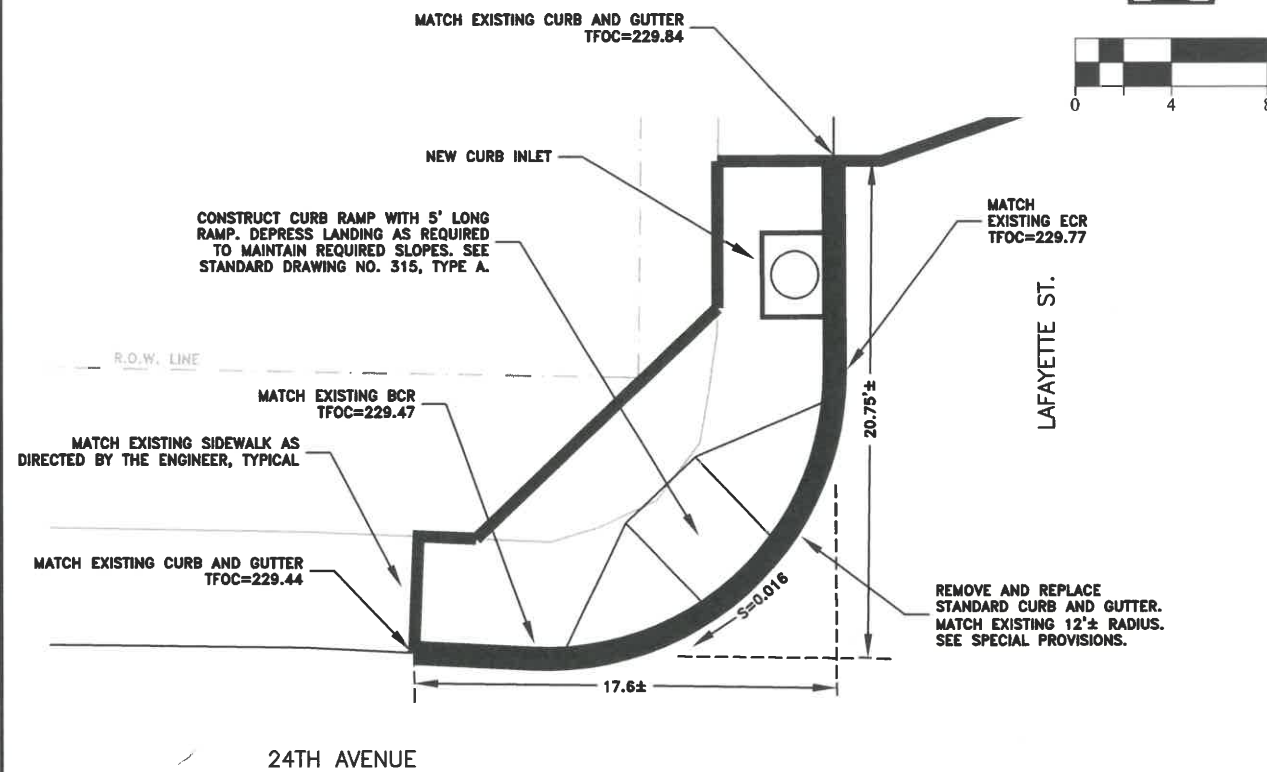 MATCH EXISTING CURB AND GUTTER
TFOC=229.84
0 4 8
NEW CURB INLET
CONSTRUCT CURB RAMP WITH 5' LONG
RAMP. DEPRESS LANDING AS REQUIRED
TO MAINTAIN REQUIRED SLOPES. SEE
STANDARD DRAWING NO. 315, TYPE A.
MATCH
EXISTING ECR
TFOC=229.77
LAFAYETTE ST.
R.O.W. LINE
20.75'±
MATCH EXISTING BCR
TFOC=229.47
MATCH EXISTING SIDEWALK AS
DIRECTED BY THE ENGINEER, TYPICAL
MATCH EXISTING CURB AND GUTTER
TFOC=229.44
S=0.016
REMOVE AND REPLACE
STANDARD CURB AND GUTTER.
MATCH EXISTING 12'± RADIUS.
SEE SPECIAL PROVISIONS.
17.6±
24TH AVENUE